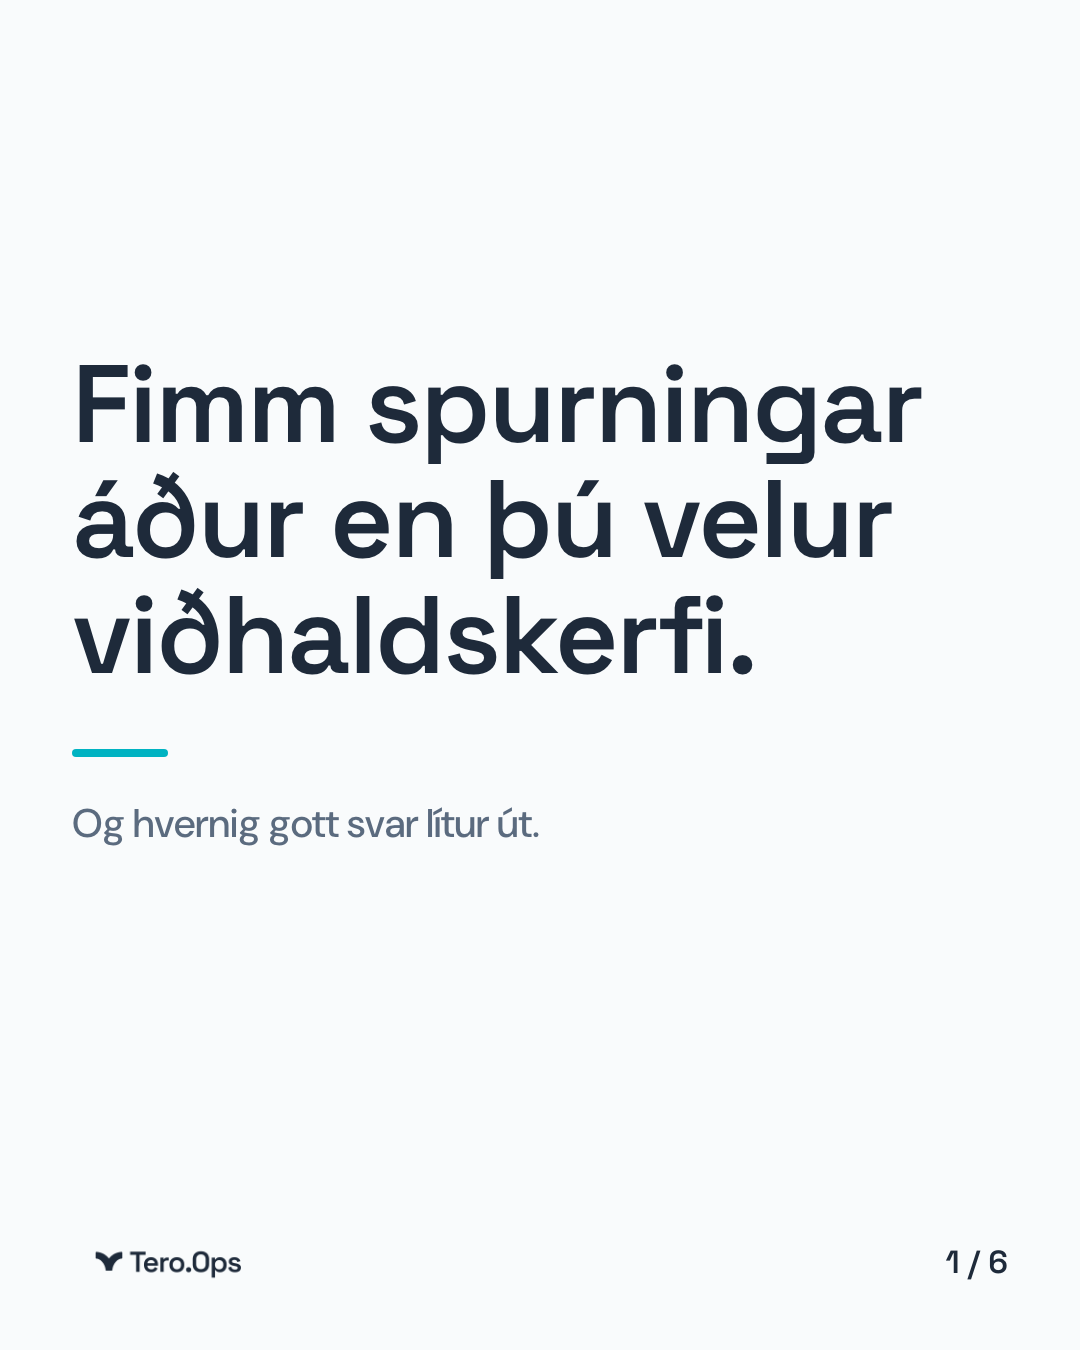 Fimm spurningar
áður en þú velur
viðhaldskerfi.
Og hvernig gott svar lítur út.
Tero.Ops
1 / 6